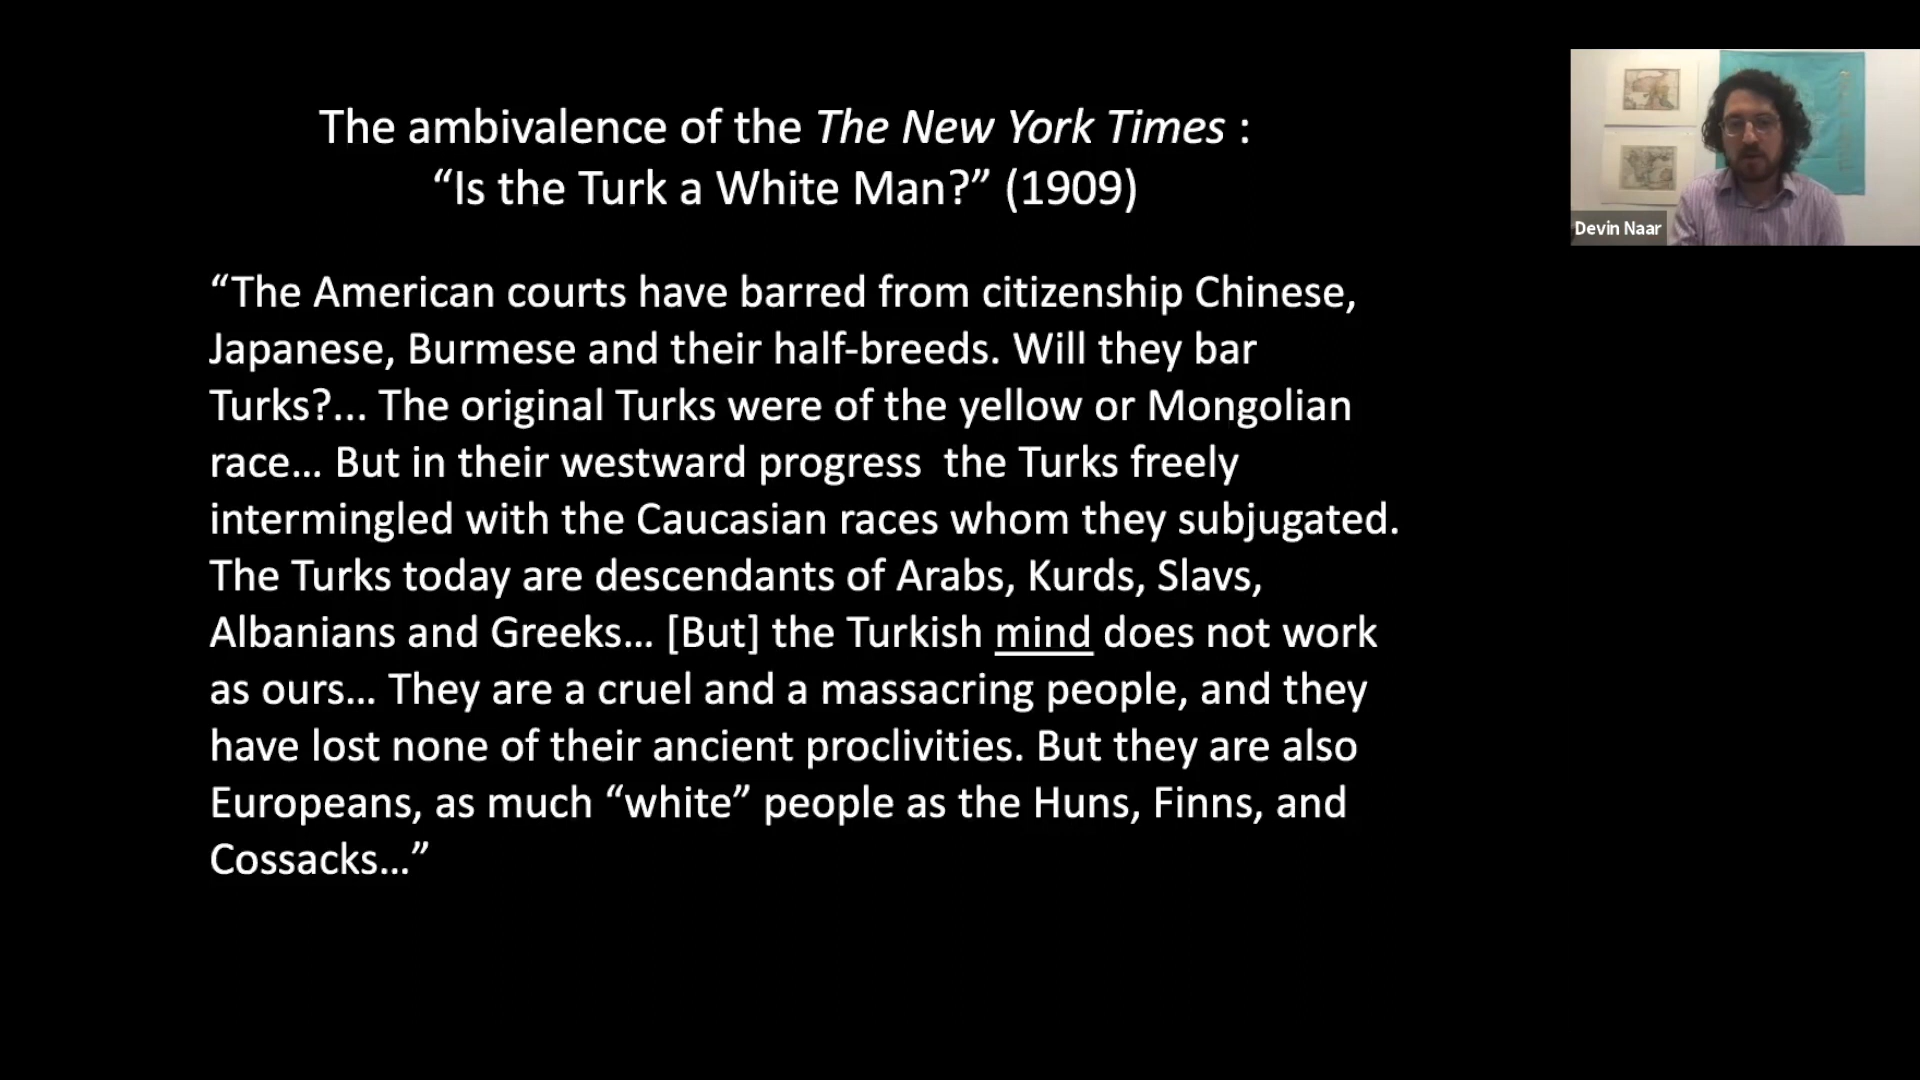 The ambivalence of the The New York Times :
“Is the Turk a White Man?” (1909)
Devin Naar
“The American courts have barred from citizenship Chinese,
Japanese, Burmese and their half-breeds. Will they bar
Turks?... The original Turks were of the yellow or Mongolian
race… But in their westward progress  the Turks freely
intermingled with the Caucasian races whom they subjugated.
The Turks today are descendants of Arabs, Kurds, Slavs,
Albanians and Greeks… [But] the Turkish mind does not work
as ours… They are a cruel and a massacring people, and they
have lost none of their ancient proclivities. But they are also
Europeans, as much “white” people as the Huns, Finns, and
Cossacks…”